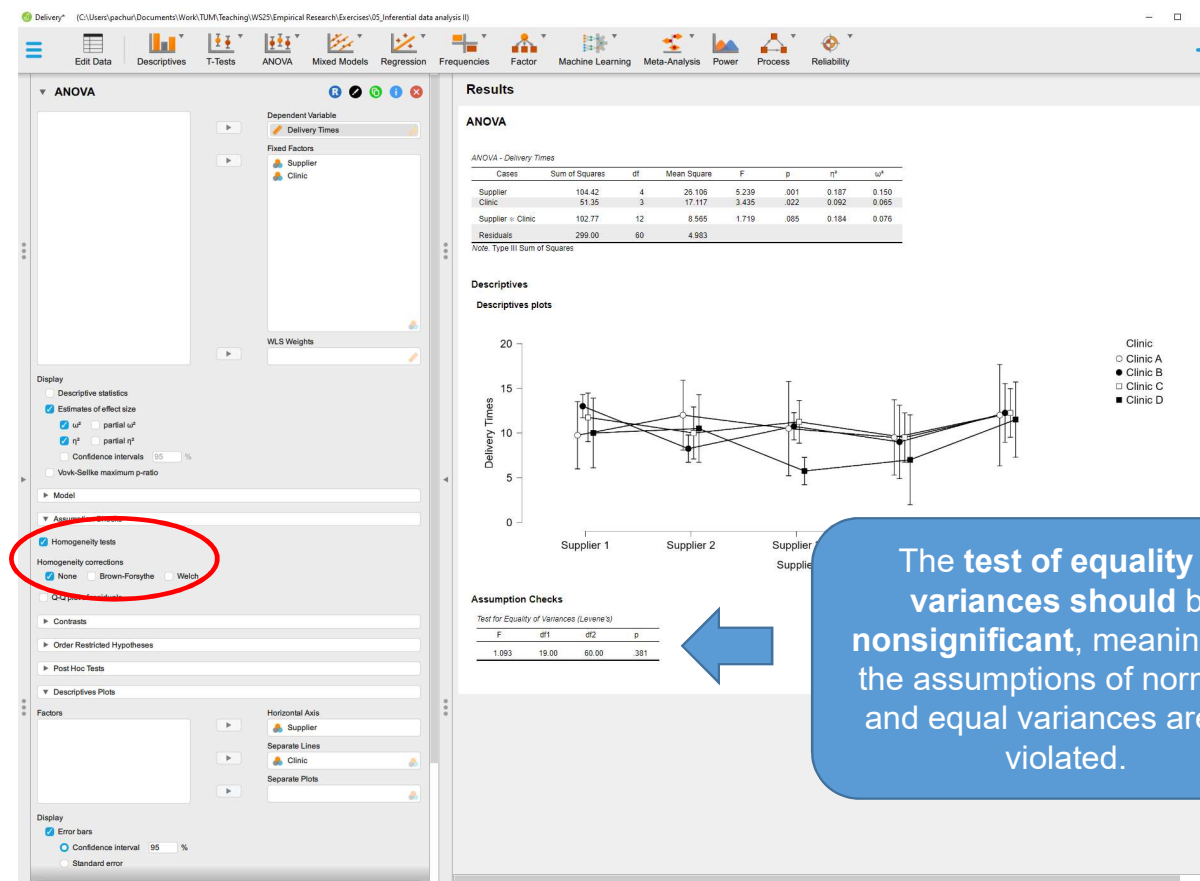 Delivery* (C:\Users\pachur\Documents\Work\TUM\Teaching\WS25\Empirical Research\Exercises\05_Inferential data analysis II)
Edit Data Descriptives T-Tests ANOVA Mixed Models Regression Frequencies Factor Machine Learning Meta-Analysis Power Process Reliability
ANOVA
R
Dependent Variable
Delivery Times
Fixed Factors
Supplier
Clinic
WLS Weights
Display
Descriptive statistics
Estimates of effect size
ω² partial ω²
η² partial η²
Confidence intervals 95 %
Vovk-Sellke maximum p-ratio
Model
Homogeneity tests
Homogeneity corrections
None Brown-Forsythe Welch
Contrasts
Order Restricted Hypotheses
Post Hoc Tests
Descriptives Plots
Factors
Horizontal Axis
Supplier
Separate Lines
Clinic
Separate Plots
Display
Error bars
Confidence interval 95 %
Standard error
Results
ANOVA
ANOVA - Delivery Times
Cases Sum of Squares df Mean Square F p η² ω²
Supplier 104.42 4 26.106 5.239 .001 0.187 0.150
Clinic 51.35 3 17.117 3.435 .022 0.092 0.065
Supplier ✻ Clinic 102.77 12 8.565 1.719 .085 0.184 0.076
Residuals 299.00 60 4.983
Note. Type III Sum of Squares
Descriptives
Descriptives plots
Clinic
Clinic A
Clinic B
Clinic C
Clinic D
20
15
10
5
0
Delivery Times
Supplier 1 Supplier 2 Supplier
Supplie
Assumption Checks
Test for Equality of Variances (Levene's)
F df1 df2 p
1.093 19.00 60.00 .381
The test of equality
variances should b
nonsignificant, meanin
the assumptions of norm
and equal variances are
violated.